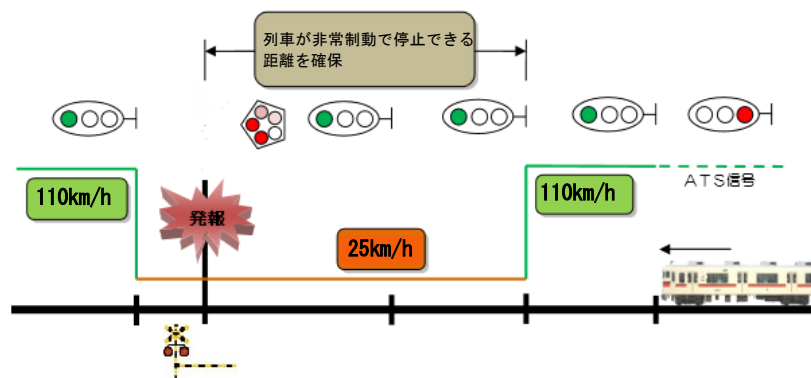 列車が非常制動で停止できる
距離を確保
110km/h
発報
25km/h
110km/h
ATS信号